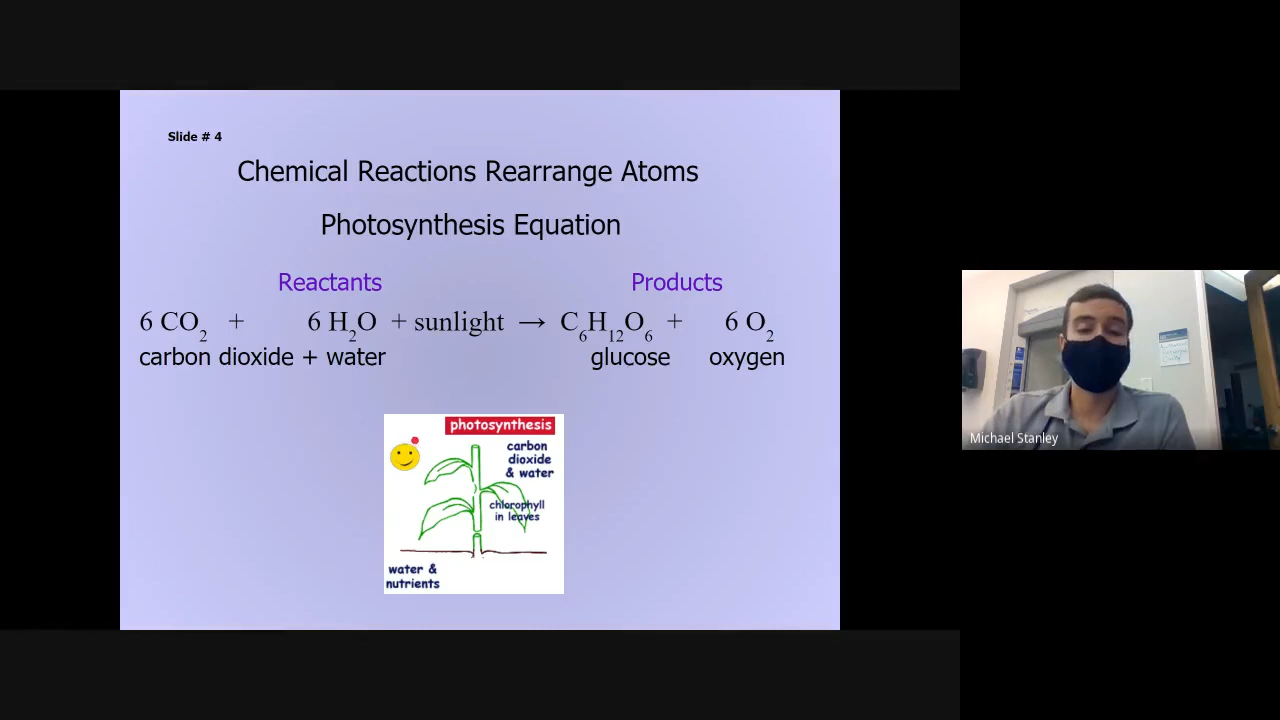 Slide # 4
Chemical Reactions Rearrange Atoms
Photosynthesis Equation
Reactants Products
6 CO₂ + 6 H₂O + sunlight → C₆H₁₂O₆ + 6 O₂
carbon dioxide + water glucose oxygen
photosynthesis
carbon
dioxide
& water
chlorophyll
in leaves
water &
nutrients
Michael Stanley